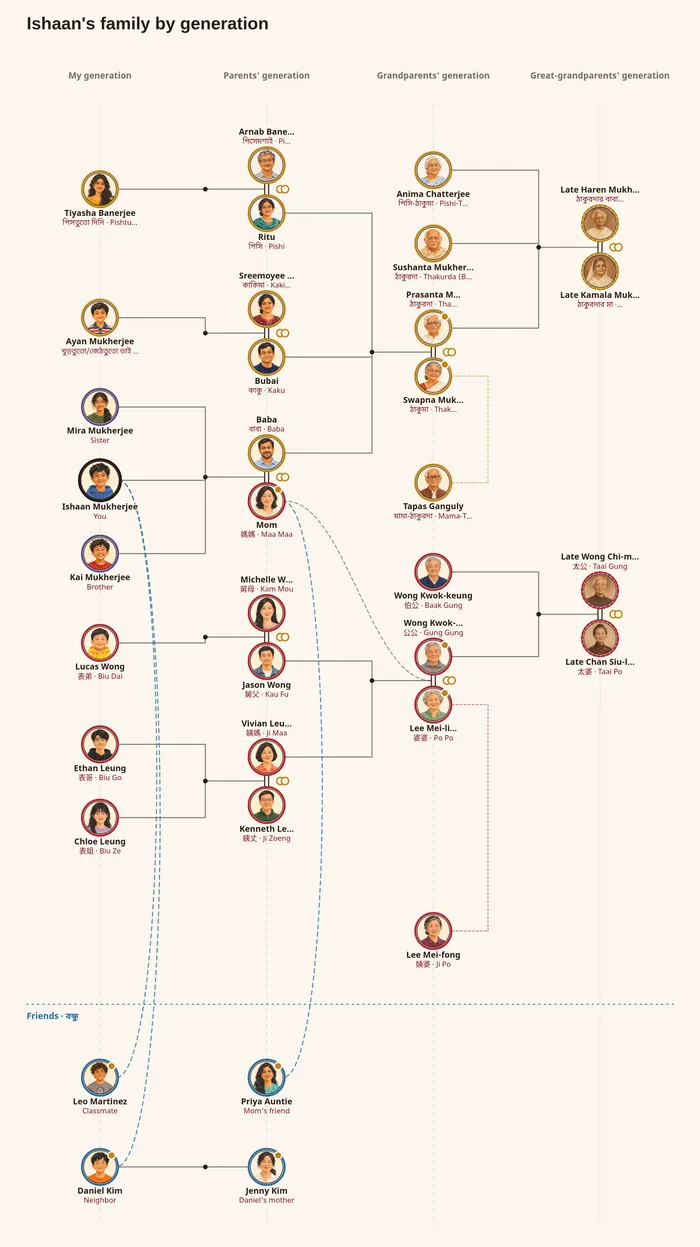 Ishaan's family by generation
My generation
Parents' generation
Grandparents' generation
Great-grandparents' generation
Arnab Bane...
পিসেমশাই · Pi...
Tiyasha Banerjee
পিসতুতো দিদি · Pishtu...
Ritu
পিসি · Pishi
Anima Chatterjee
পিসি-ঠাকুমা · Pishi-T...
Late Haren Mukh...
ঠাকুরদার বাবা...
Sushanta Mukher...
ঠাকুরদা · Thakurda (B...
Late Kamala Muk...
ঠাকুরদার মা ·...
Sreemoyee ...
কাকিমা · Kaki...
Prasanta M...
ঠাকুরদা · Tha...
Ayan Mukherjee
খুড়তুতো/জেঠতুতো ভাই ...
Bubai
কাকু · Kaku
Swapna Muk...
ঠাকুমা · Thak...
Mira Mukherjee
Sister
Baba
বাবা · Baba
Ishaan Mukherjee
You
Mom
媽媽 · Maa Maa
Tapas Ganguly
মামা-ঠাকুরদা · Mama-T...
Kai Mukherjee
Brother
Michelle W...
舅母 · Kam Mou
Wong Kwok-keung
伯公 · Baak Gung
Late Wong Chi-m...
太公 · Taai Gung
Wong Kwok-...
公公 · Gung Gung
Lucas Wong
表弟 · Biu Dai
Jason Wong
舅父 · Kau Fu
Late Chan Siu-l...
太婆 · Taai Po
Vivian Leu...
姨媽 · Ji Maa
Lee Mei-li...
婆婆 · Po Po
Ethan Leung
表哥 · Biu Go
Chloe Leung
表姐 · Biu Ze
Kenneth Le...
姨丈 · Ji Zoeng
Lee Mei-fong
姨婆 · Ji Po
Friends · বন্ধু
Leo Martinez
Classmate
Priya Auntie
Mom's friend
Daniel Kim
Neighbor
Jenny Kim
Daniel's mother